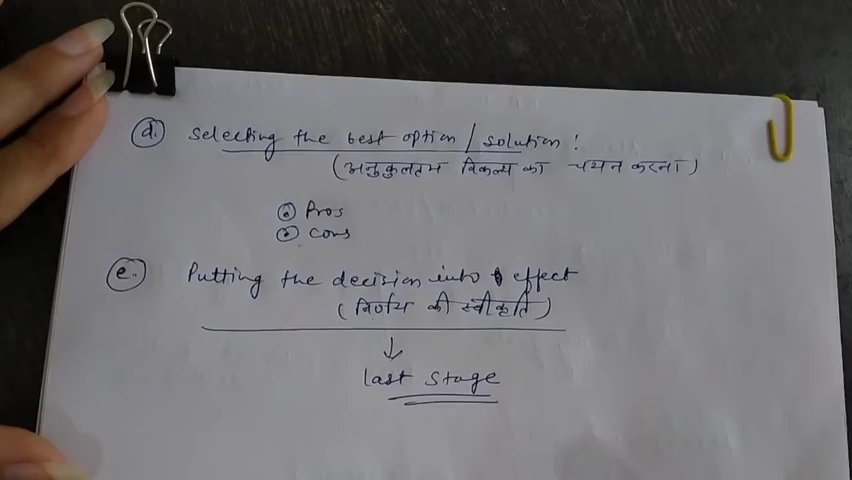 d. Selecting the best option / solution :
(अनुकुलतम विकल्प का चयन करना)
Pros
Cons
e. Putting the decision into effect
(निर्णय की स्वीकृति)
↓
last stage